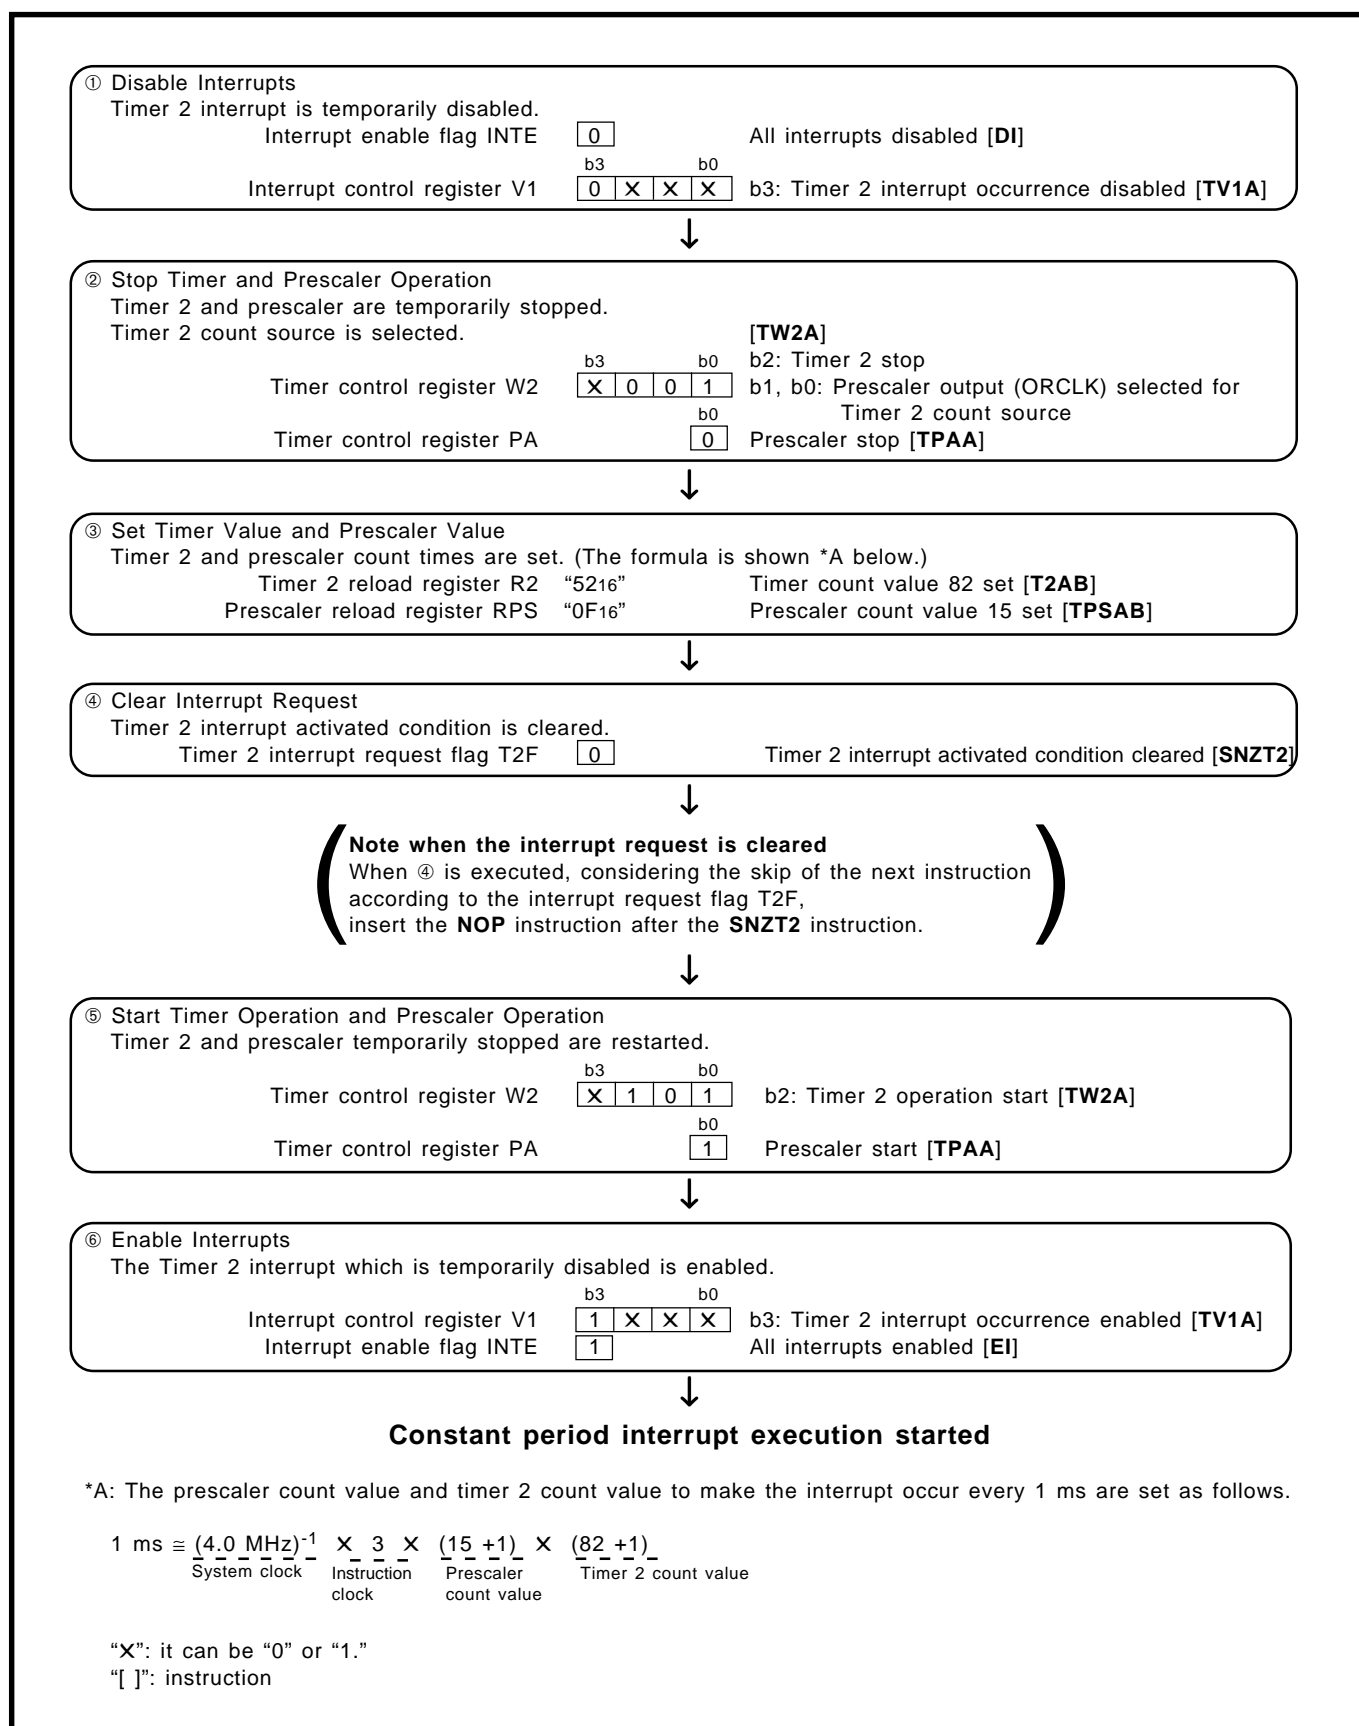 ① Disable Interrupts
Timer 2 interrupt is temporarily disabled.
Interrupt enable flag INTE 0 All interrupts disabled [DI]
b3 b0
Interrupt control register V1 0 X X X b3: Timer 2 interrupt occurrence disabled [TV1A]
↓
② Stop Timer and Prescaler Operation
Timer 2 and prescaler are temporarily stopped.
Timer 2 count source is selected. [TW2A]
b3 b0 b2: Timer 2 stop
Timer control register W2 X 0 0 1 b1, b0: Prescaler output (ORCLK) selected for
b0 Timer 2 count source
Timer control register PA 0 Prescaler stop [TPAA]
↓
③ Set Timer Value and Prescaler Value
Timer 2 and prescaler count times are set. (The formula is shown *A below.)
Timer 2 reload register R2 “5216” Timer count value 82 set [T2AB]
Prescaler reload register RPS “0F16” Prescaler count value 15 set [TPSAB]
↓
④ Clear Interrupt Request
Timer 2 interrupt activated condition is cleared.
Timer 2 interrupt request flag T2F 0 Timer 2 interrupt activated condition cleared [SNZT2]
↓
Note when the interrupt request is cleared
When ④ is executed, considering the skip of the next instruction
according to the interrupt request flag T2F,
insert the NOP instruction after the SNZT2 instruction.
↓
⑤ Start Timer Operation and Prescaler Operation
Timer 2 and prescaler temporarily stopped are restarted.
b3 b0
Timer control register W2 X 1 0 1 b2: Timer 2 operation start [TW2A]
b0
Timer control register PA 1 Prescaler start [TPAA]
↓
⑥ Enable Interrupts
The Timer 2 interrupt which is temporarily disabled is enabled.
b3 b0
Interrupt control register V1 1 X X X b3: Timer 2 interrupt occurrence enabled [TV1A]
Interrupt enable flag INTE 1 All interrupts enabled [EI]
↓
Constant period interrupt execution started
*A: The prescaler count value and timer 2 count value to make the interrupt occur every 1 ms are set as follows.
1 ms ≅ (4.0 MHz)-1 X 3 X (15 +1) X (82 +1)
System clock Instruction Prescaler Timer 2 count value
clock count value
“X”: it can be “0” or “1.”
“[ ]”: instruction